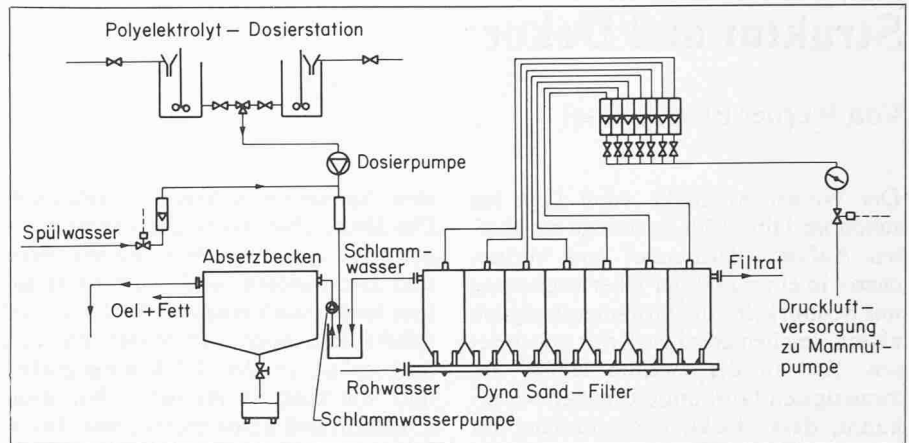 Polyelektrolyt – Dosierstation
Dosierpumpe
Spülwasser
Absetzbecken
Schlamm-
wasser
Oel+Fett
Filtrat
Druckluft-
versorgung
zu Mammut-
pumpe
Rohwasser
Dyna Sand-Filter
Schlammwasserpumpe